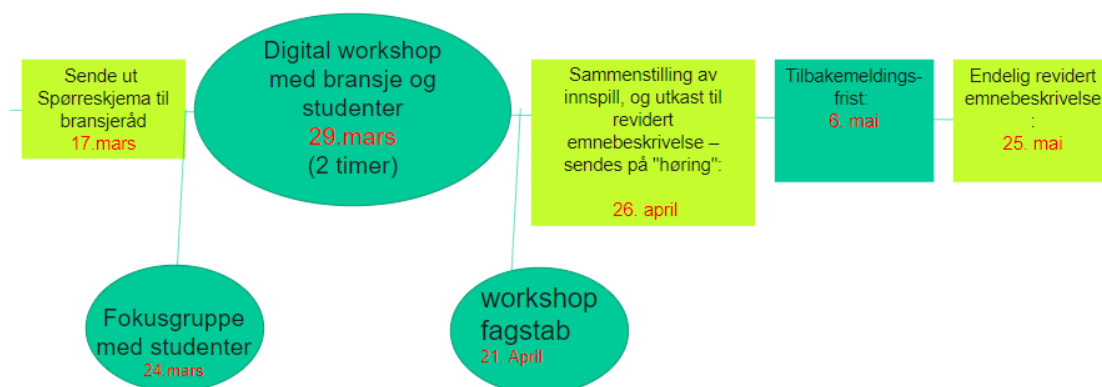 Sende ut
Spørreskjema til
bransjeråd
17.mars
Fokusgruppe
med studenter
24.mars
Digital workshop
med bransje og
studenter
29.mars
(2 timer)
workshop
fagstab
21. April
Sammenstilling av
innspill, og utkast til
revidert
emnebeskrivelse –
sendes på "høring":
26. april
Tilbakemeldings-
frist:
6. mai
Endelig revidert
emnebeskrivelse
:
25. mai